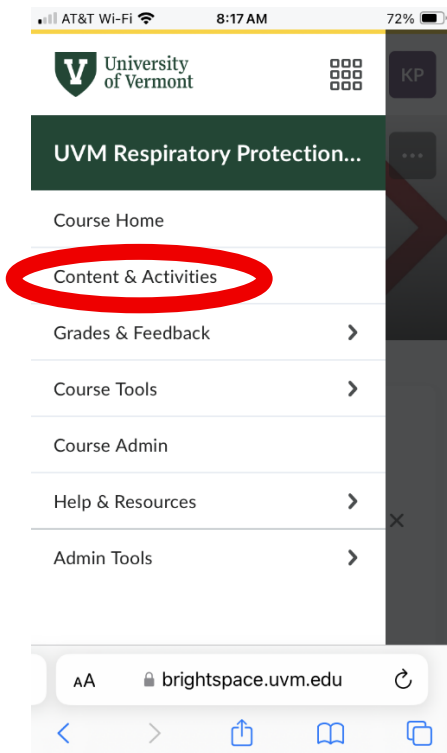 AT&T Wi-Fi 8:17 AM 72%
V University
of Vermont
KP
UVM Respiratory Protection...
Course Home
Content & Activities
Grades & Feedback
Course Tools
Course Admin
Help & Resources
Admin Tools
AA brightspace.uvm.edu